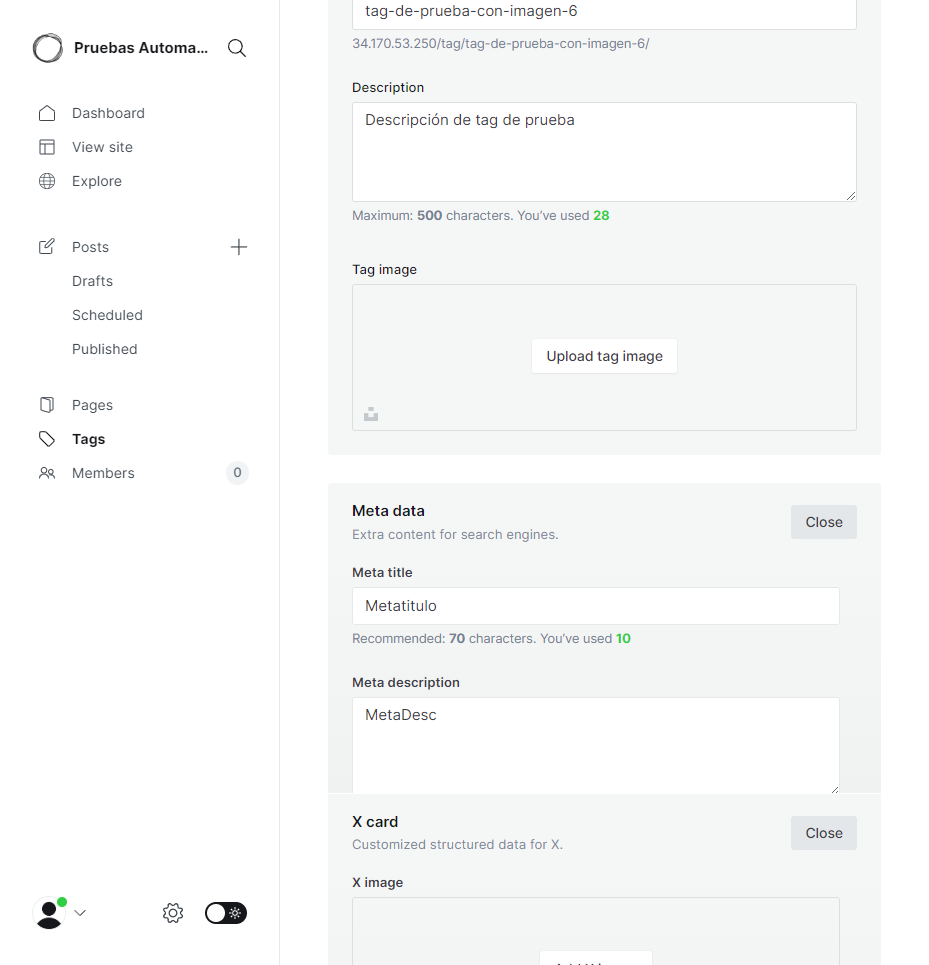 Pruebas Automa...
Dashboard
View site
Explore
Posts
Drafts
Scheduled
Published
Pages
Tags
Members
0
tag-de-prueba-con-imagen-6
34.170.53.250/tag/tag-de-prueba-con-imagen-6/
Description
Descripción de tag de prueba
Maximum: 500 characters. You’ve used 28
Tag image
Upload tag image
Meta data
Extra content for search engines.
Close
Meta title
Metatitulo
Recommended: 70 characters. You’ve used 10
Meta description
MetaDesc
X card
Customized structured data for X.
Close
X image